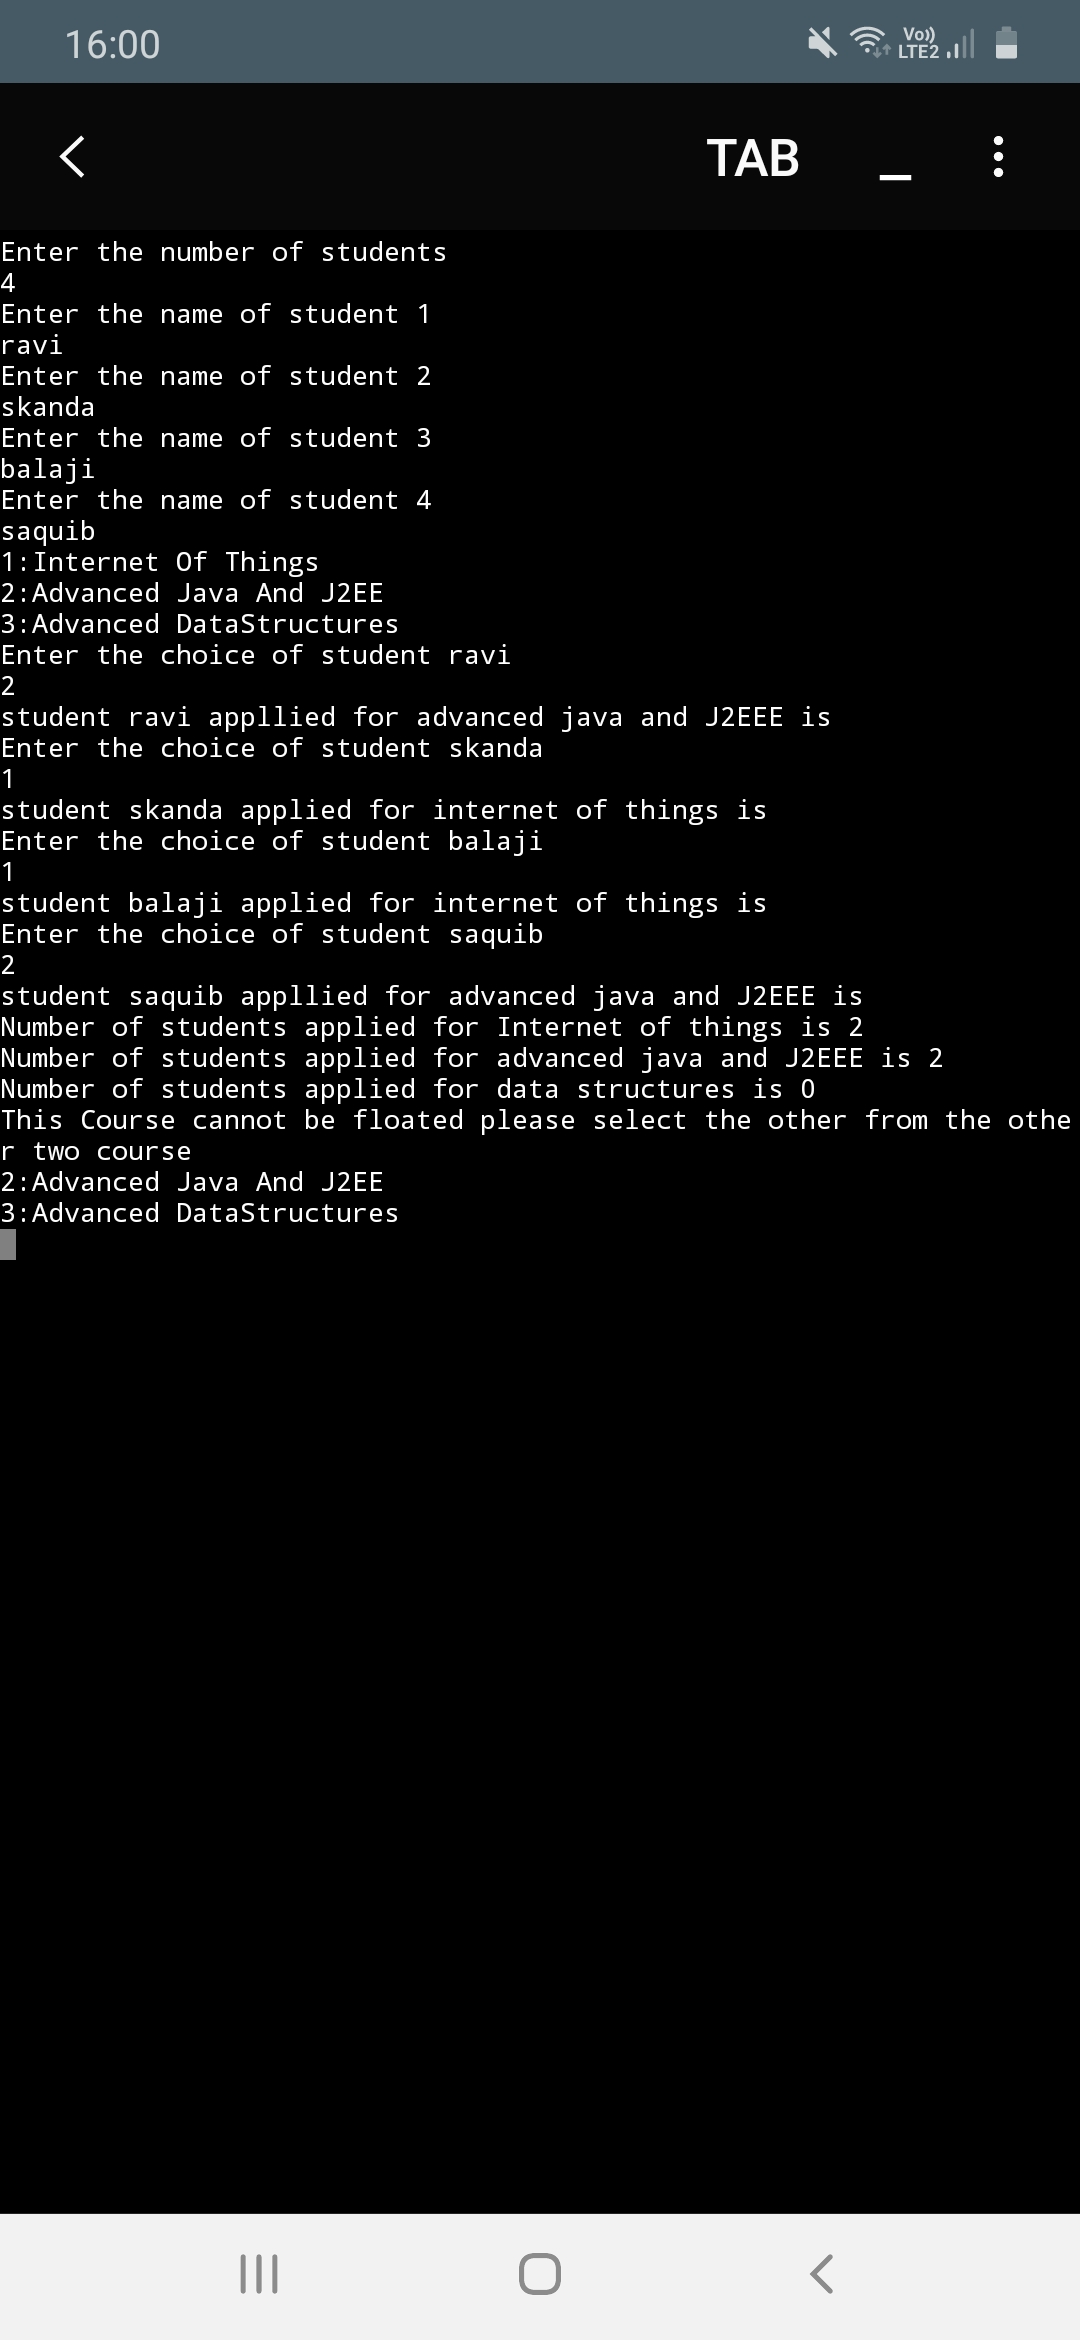 16:00
Vo))
LTE2
TAB _
Enter the number of students
4
Enter the name of student 1
ravi
Enter the name of student 2
skanda
Enter the name of student 3
balaji
Enter the name of student 4
saquib
1:Internet Of Things
2:Advanced Java And J2EE
3:Advanced DataStructures
Enter the choice of student ravi
2
student ravi appllied for advanced java and J2EEE is
Enter the choice of student skanda
1
student skanda applied for internet of things is
Enter the choice of student balaji
1
student balaji applied for internet of things is
Enter the choice of student saquib
2
student saquib appllied for advanced java and J2EEE is
Number of students applied for Internet of things is 2
Number of students applied for advanced java and J2EEE is 2
Number of students applied for data structures is 0
This Course cannot be floated please select the other from the othe
r two course
2:Advanced Java And J2EE
3:Advanced DataStructures